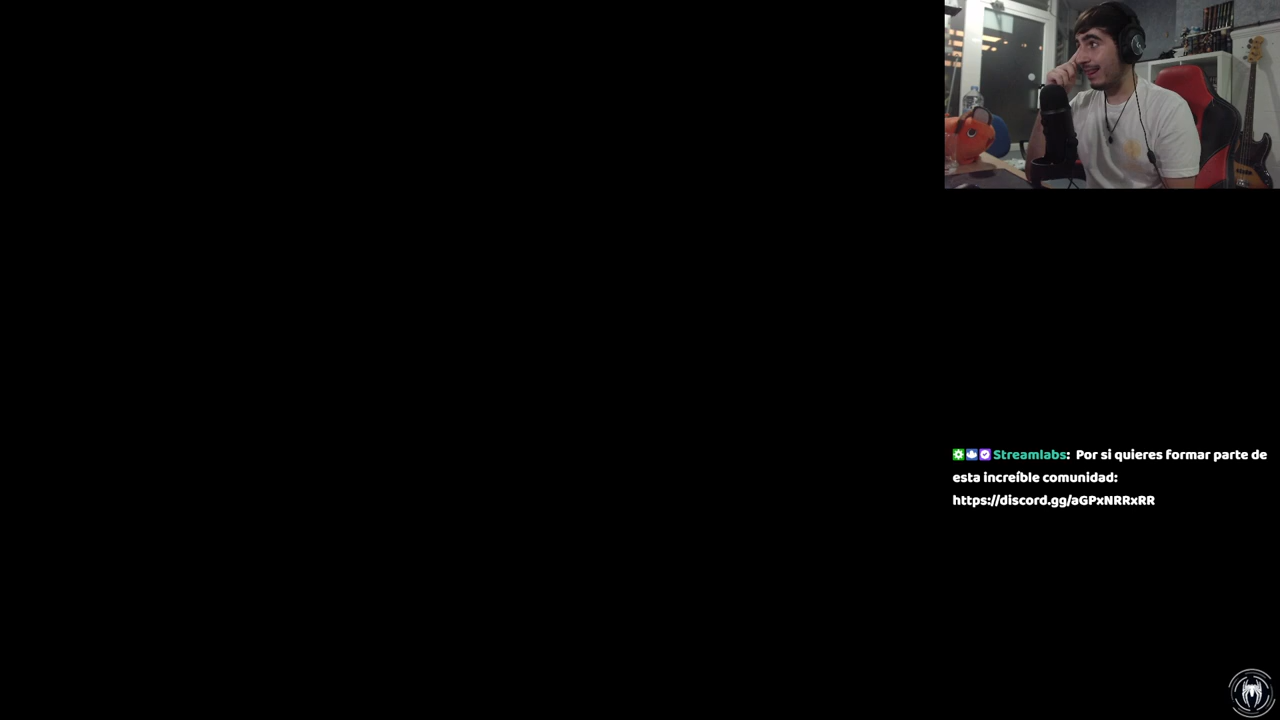 Streamlabs: Por si quieres formar parte de
esta increíble comunidad:
https://discord.gg/aGPxNRRxRR